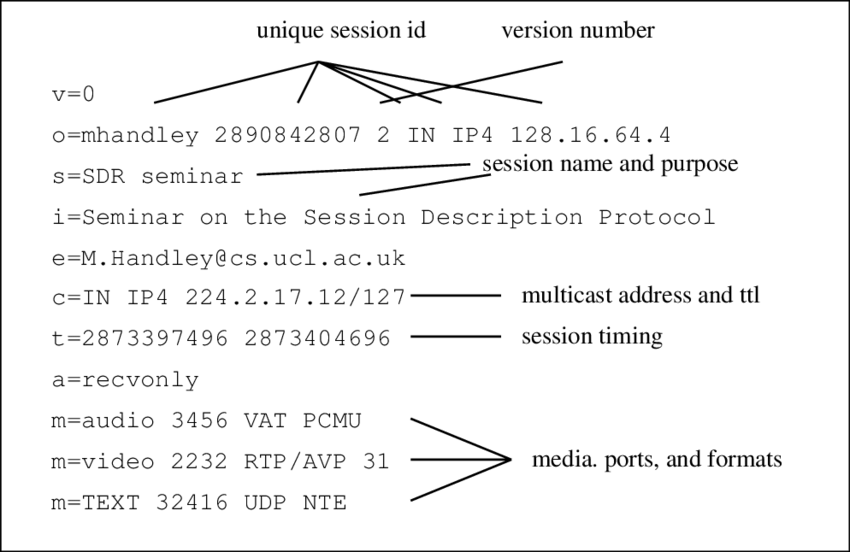 unique session id version number
v=0
o=mhandley 2890842807 2 IN IP4 128.16.64.4
s=SDR seminar session name and purpose
i=Seminar on the Session Description Protocol
e=M.Handley@cs.ucl.ac.uk
c=IN IP4 224.2.17.12/127 multicast address and ttl
t=2873397496 2873404696 session timing
a=recvonly
m=audio 3456 VAT PCMU
m=video 2232 RTP/AVP 31 media. ports, and formats
m=TEXT 32416 UDP NTE